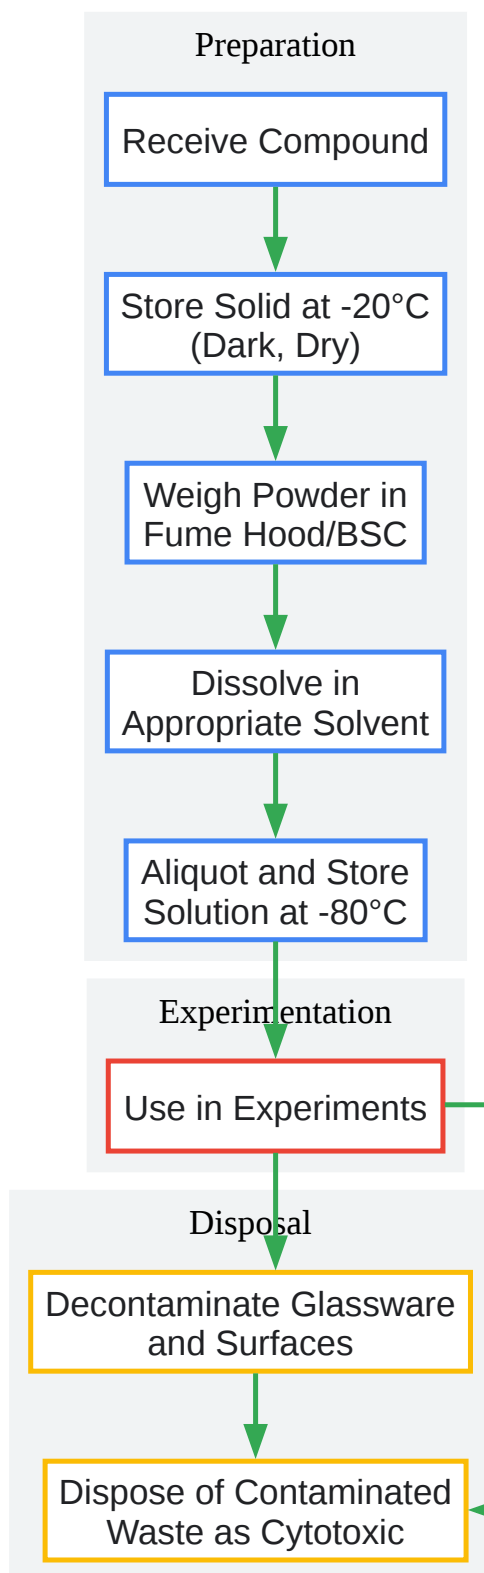 Preparation
Receive Compound
Store Solid at -20°C
(Dark, Dry)
Weigh Powder in
Fume Hood/BSC
Dissolve in
Appropriate Solvent
Aliquot and Store
Solution at -80°C
Experimentation
Use in Experiments
Disposal
Decontaminate Glassware
and Surfaces
Dispose of Contaminated
Waste as Cytotoxic